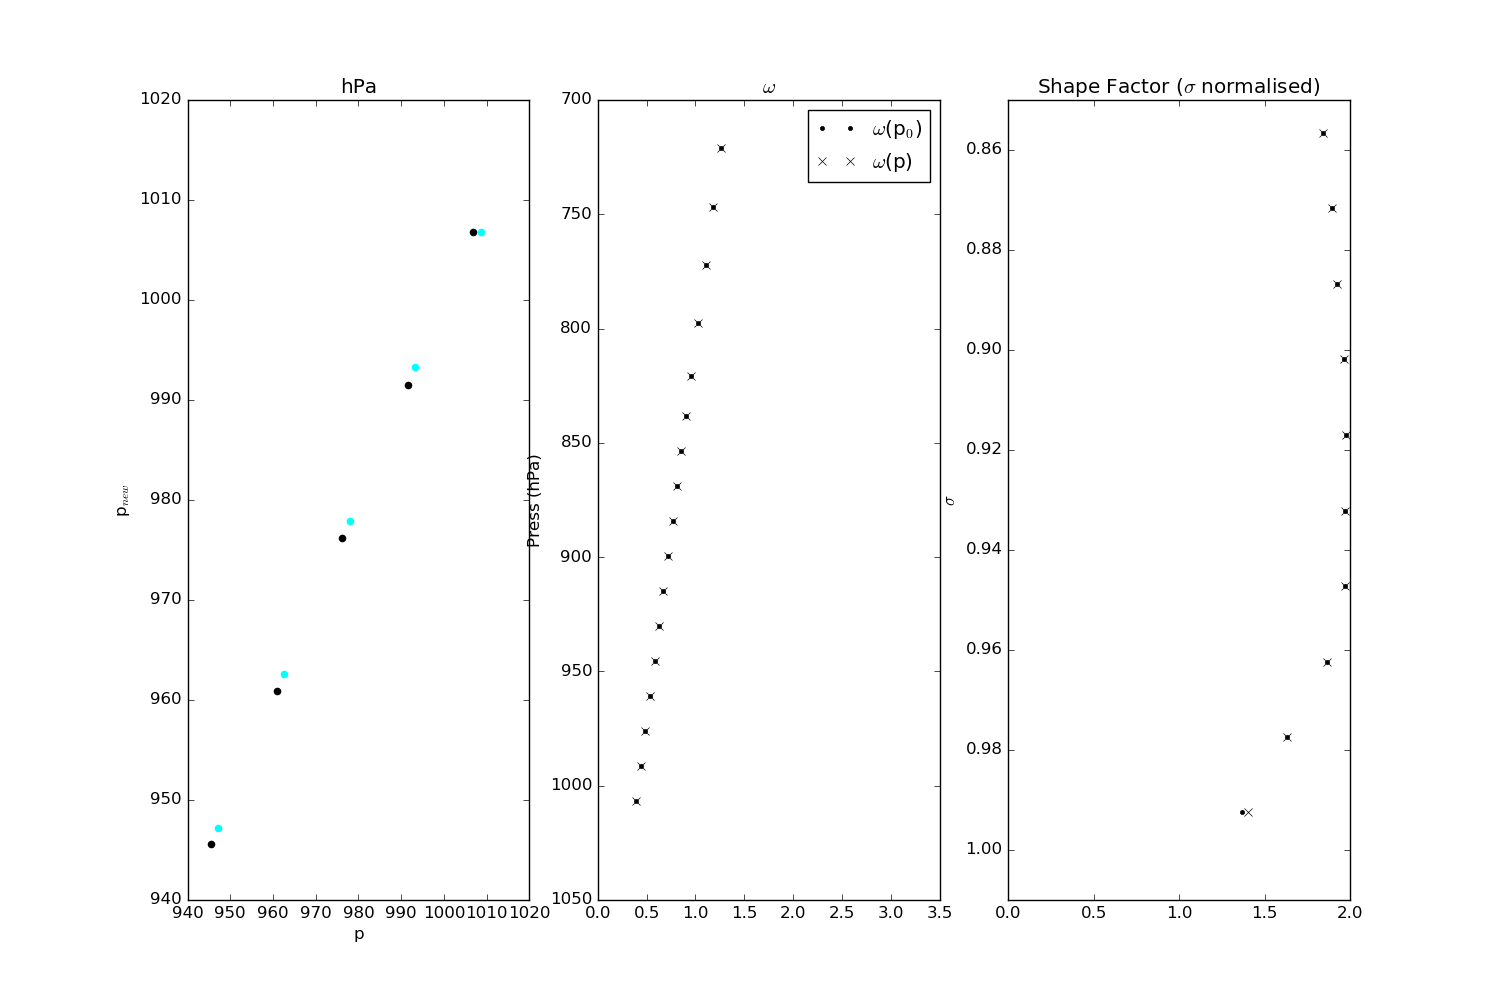 hPa
1020
1010
1000
990
980
970
960
950
940
p_new
940 950 960 970 980 990 1000 1010 1020
p
ω
700
750
800
850
900
950
1000
1050
Press (hPa)
0.0 0.5 1.0 1.5 2.0 2.5 3.0 3.5
ω(p₀)
ω(p)
Shape Factor (σ normalised)
0.86
0.88
0.90
0.92
0.94
0.96
0.98
1.00
σ
0.0 0.5 1.0 1.5 2.0